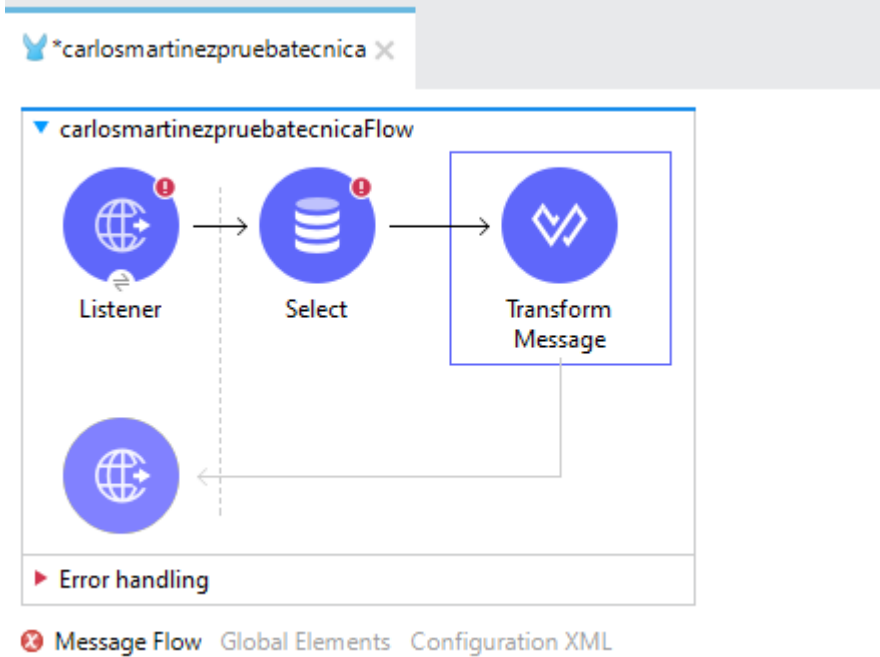 *carlosmartinezpruebatecnica
carlosmartinezpruebatecnicaFlow
Listener
Select
Transform
Message
Error handling
Message Flow Global Elements Configuration XML